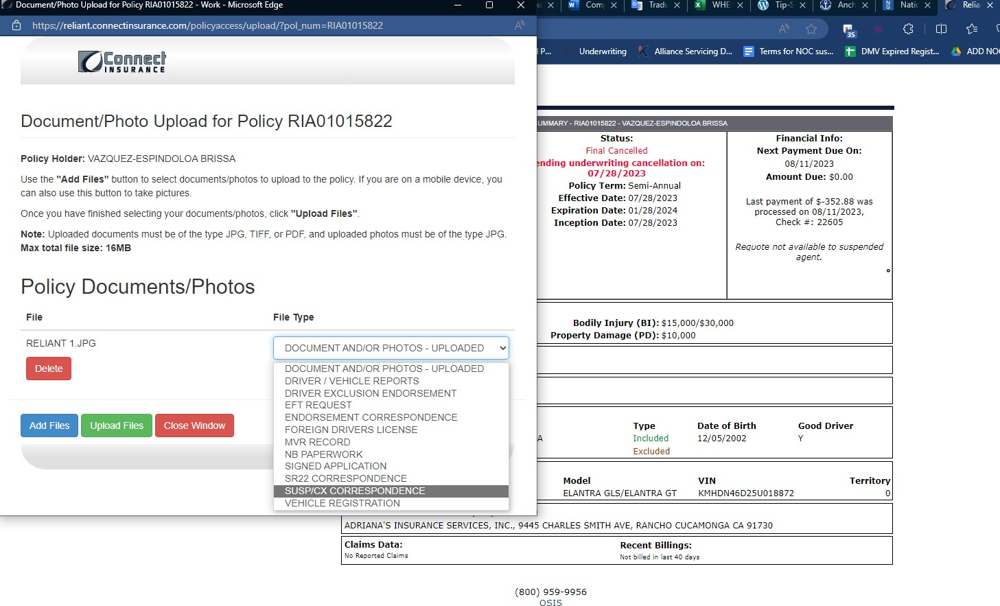 Document/Photo Upload for Policy RIA01015822 - Work - Microsoft Edge
https://reliant.connectinsurance.com/policyaccess/upload/?pol_num=RIA01015822
Connect
INSURANCE
Document/Photo Upload for Policy RIA01015822
Policy Holder: VAZQUEZ-ESPINDOLOA BRISSA
Use the "Add Files" button to select documents/photos to upload to the policy. If you are on a mobile device, you
can also use this button to take pictures.
Once you have finished selecting your documents/photos, click "Upload Files".
Note: Uploaded documents must be of the type JPG, TIFF, or PDF, and uploaded photos must be of the type JPG.
Max total file size: 16MB
Policy Documents/Photos
File File Type
RELIANT 1.JPG
DOCUMENT AND/OR PHOTOS - UPLOADED
Delete
DOCUMENT AND/OR PHOTOS - UPLOADED
DRIVER / VEHICLE REPORTS
DRIVER EXCLUSION ENDORSEMENT
EFT REQUEST
ENDORSEMENT CORRESPONDENCE
FOREIGN DRIVERS LICENSE
MVR RECORD
NB PAPERWORK
SIGNED APPLICATION
SR22 CORRESPONDENCE
SUSP/CX CORRESPONDENCE
VEHICLE REGISTRATION
Add Files Upload Files Close Window
Comp Tradu WHE Tip-S Anch Natio Relia
35
P... Underwriting Alliance Servicing D... Terms for NOC sus... DMV Expired Regist... ADD NO
UMMARY - RIA01015822 - VAZQUEZ-ESPINDOLOA BRISSA
Status:
Final Cancelled
ending underwriting cancellation on:
07/28/2023
Policy Term: Semi-Annual
Effective Date: 07/28/2023
Expiration Date: 01/28/2024
Inception Date: 07/28/2023
Financial Info:
Next Payment Due On:
08/11/2023
Amount Due: $0.00
Last payment of $-352.88 was
processed on 08/11/2023,
Check #: 22605
Requote not available to suspended
agent.
Bodily Injury (BI): $15,000/$30,000
Property Damage (PD): $10,000
Type Date of Birth Good Driver
A Included 12/05/2002 Y
Excluded
Model VIN Territory
ELANTRA GLS/ELANTRA GT KMHDN46D25U018872 0
ADRIANA'S INSURANCE SERVICES, INC., 9445 CHARLES SMITH AVE, RANCHO CUCAMONGA CA 91730
Claims Data: Recent Billings:
No Reported Claims Not billed in last 40 days
(800) 959-9956
OSIS